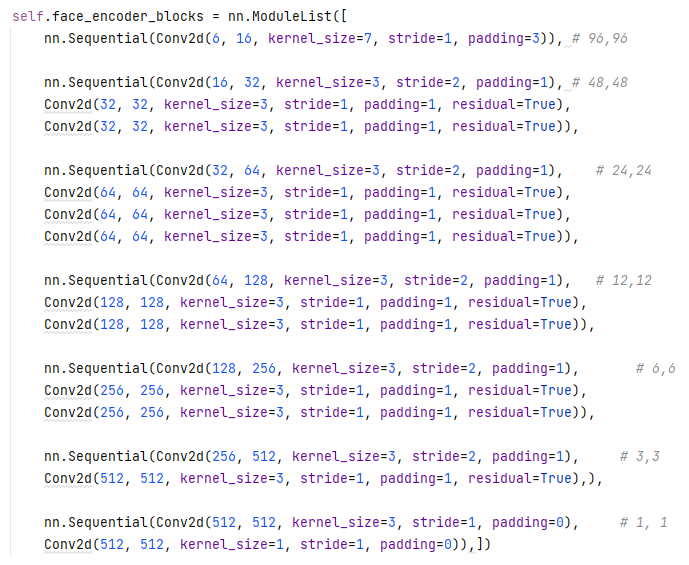 self.face_encoder_blocks = nn.ModuleList([
    nn.Sequential(Conv2d(6, 16, kernel_size=7, stride=1, padding=3)), # 96,96

    nn.Sequential(Conv2d(16, 32, kernel_size=3, stride=2, padding=1), # 48,48
    Conv2d(32, 32, kernel_size=3, stride=1, padding=1, residual=True),
    Conv2d(32, 32, kernel_size=3, stride=1, padding=1, residual=True)),

    nn.Sequential(Conv2d(32, 64, kernel_size=3, stride=2, padding=1),    # 24,24
    Conv2d(64, 64, kernel_size=3, stride=1, padding=1, residual=True),
    Conv2d(64, 64, kernel_size=3, stride=1, padding=1, residual=True),
    Conv2d(64, 64, kernel_size=3, stride=1, padding=1, residual=True)),

    nn.Sequential(Conv2d(64, 128, kernel_size=3, stride=2, padding=1),   # 12,12
    Conv2d(128, 128, kernel_size=3, stride=1, padding=1, residual=True),
    Conv2d(128, 128, kernel_size=3, stride=1, padding=1, residual=True)),

    nn.Sequential(Conv2d(128, 256, kernel_size=3, stride=2, padding=1),       # 6,6
    Conv2d(256, 256, kernel_size=3, stride=1, padding=1, residual=True),
    Conv2d(256, 256, kernel_size=3, stride=1, padding=1, residual=True)),

    nn.Sequential(Conv2d(256, 512, kernel_size=3, stride=2, padding=1),     # 3,3
    Conv2d(512, 512, kernel_size=3, stride=1, padding=1, residual=True),),

    nn.Sequential(Conv2d(512, 512, kernel_size=3, stride=1, padding=0),     # 1, 1
    Conv2d(512, 512, kernel_size=1, stride=1, padding=0)),])